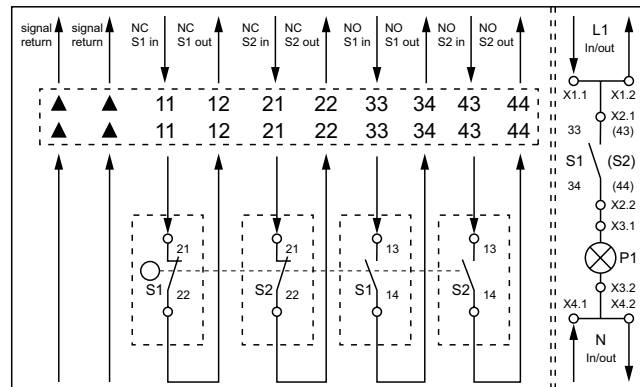 signal return
signal return
NC S1 in
NC S1 out
NC S2 in
NC S2 out
NO S1 in
NO S1 out
NO S2 in
NO S2 out
▲ ▲ 11 12 21 22 33 34 43 44
▲ ▲ 11 12 21 22 33 34 43 44
21 21 13 13
S1 S2 S1 S2
22 22 14 14
L1
In/out
X1.1 X1.2
X2.1
33 (43)
S1 (S2)
34 (44)
X2.2
X3.1
P1
X3.2
X4.1 X4.2
N
In/out